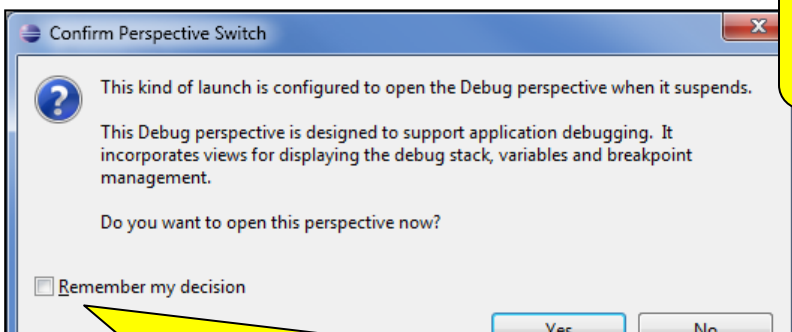 Confirm Perspective Switch
This kind of launch is configured to open the Debug perspective when it suspends.
This Debug perspective is designed to support application debugging. It
incorporates views for displaying the debug stack, variables and breakpoint
management.
Do you want to open this perspective now?
Remember my decision
Yes
No